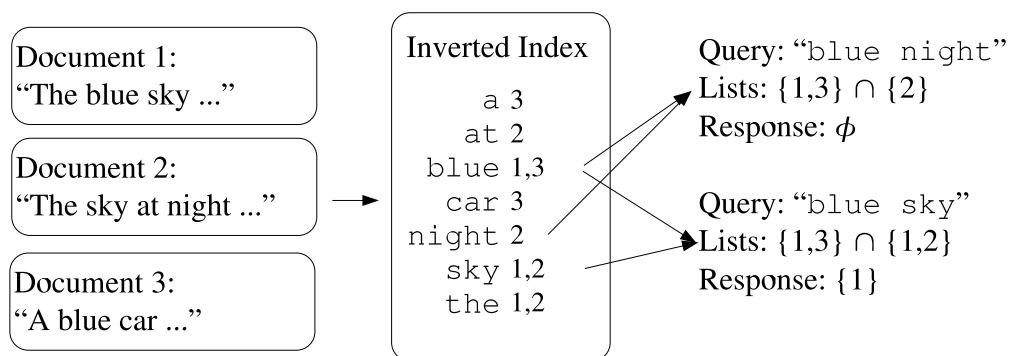 Document 1:
“The blue sky ...”
Document 2:
“The sky at night ...”
Document 3:
“A blue car ...”
Inverted Index
a 3
at 2
blue 1,3
car 3
night 2
sky 1,2
the 1,2
Query: “blue night”
Lists: {1,3} ∩ {2}
Response: ϕ
Query: “blue sky”
Lists: {1,3} ∩ {1,2}
Response: {1}